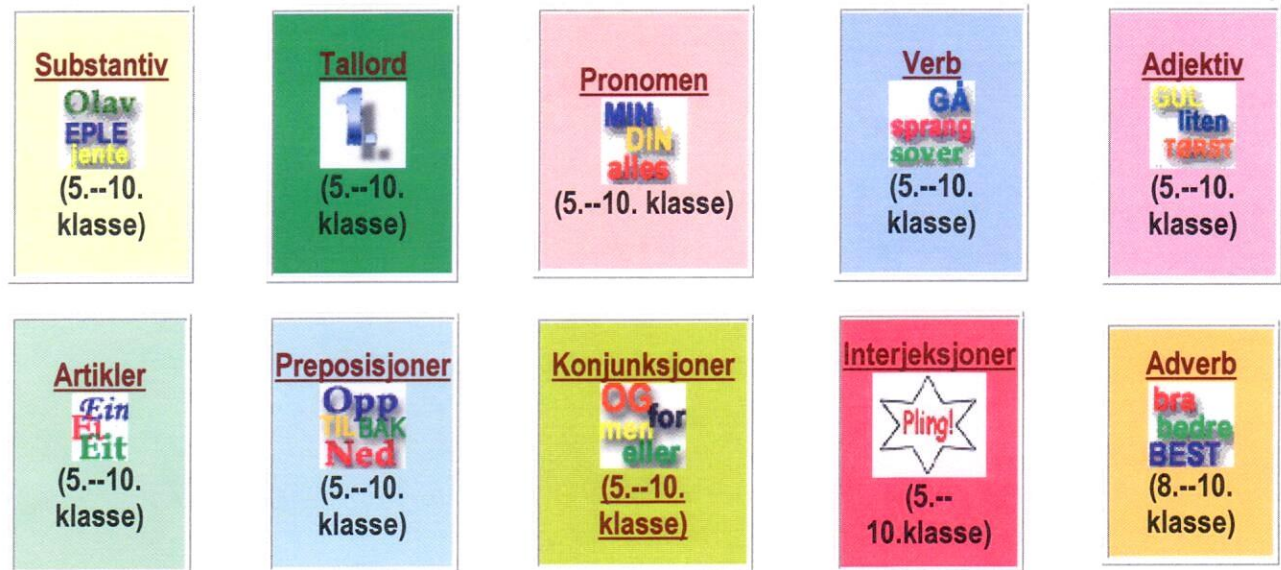 Substantiv
Olav
EPLE
jente
(5.--10.
klasse)
Tallord
1.
(5.--10.
klasse)
Pronomen
MIN
DIN
alles
(5.--10. klasse)
Verb
GÅ
sprang
sover
(5.--10.
klasse)
Adjektiv
GUL
liten
TØRST
(5.--10.
klasse)
Artikler
Ein
Ei
Eit
(5.--10.
klasse)
Preposisjoner
Opp
TIL BAK
Ned
(5.--10.
klasse)
Konjunksjoner
OG
for
men
eller
(5.--10.
klasse)
Interjeksjoner
Pling!
(5.--
10.klasse)
Adverb
bra
bedre
BEST
(8.--10.
klasse)